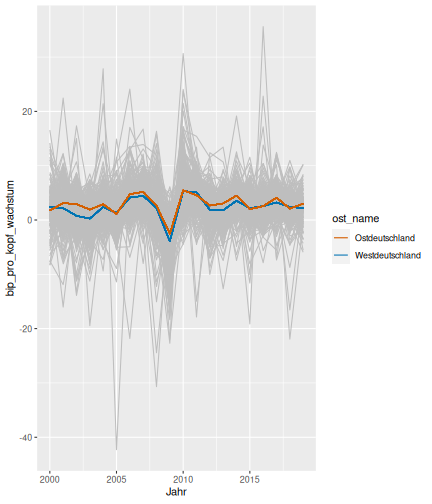 20
0
-20
-40
bip_pro_kopf_wachstum
2000
2005
2010
2015
Jahr
ost_name
Ostdeutschland
Westdeutschland